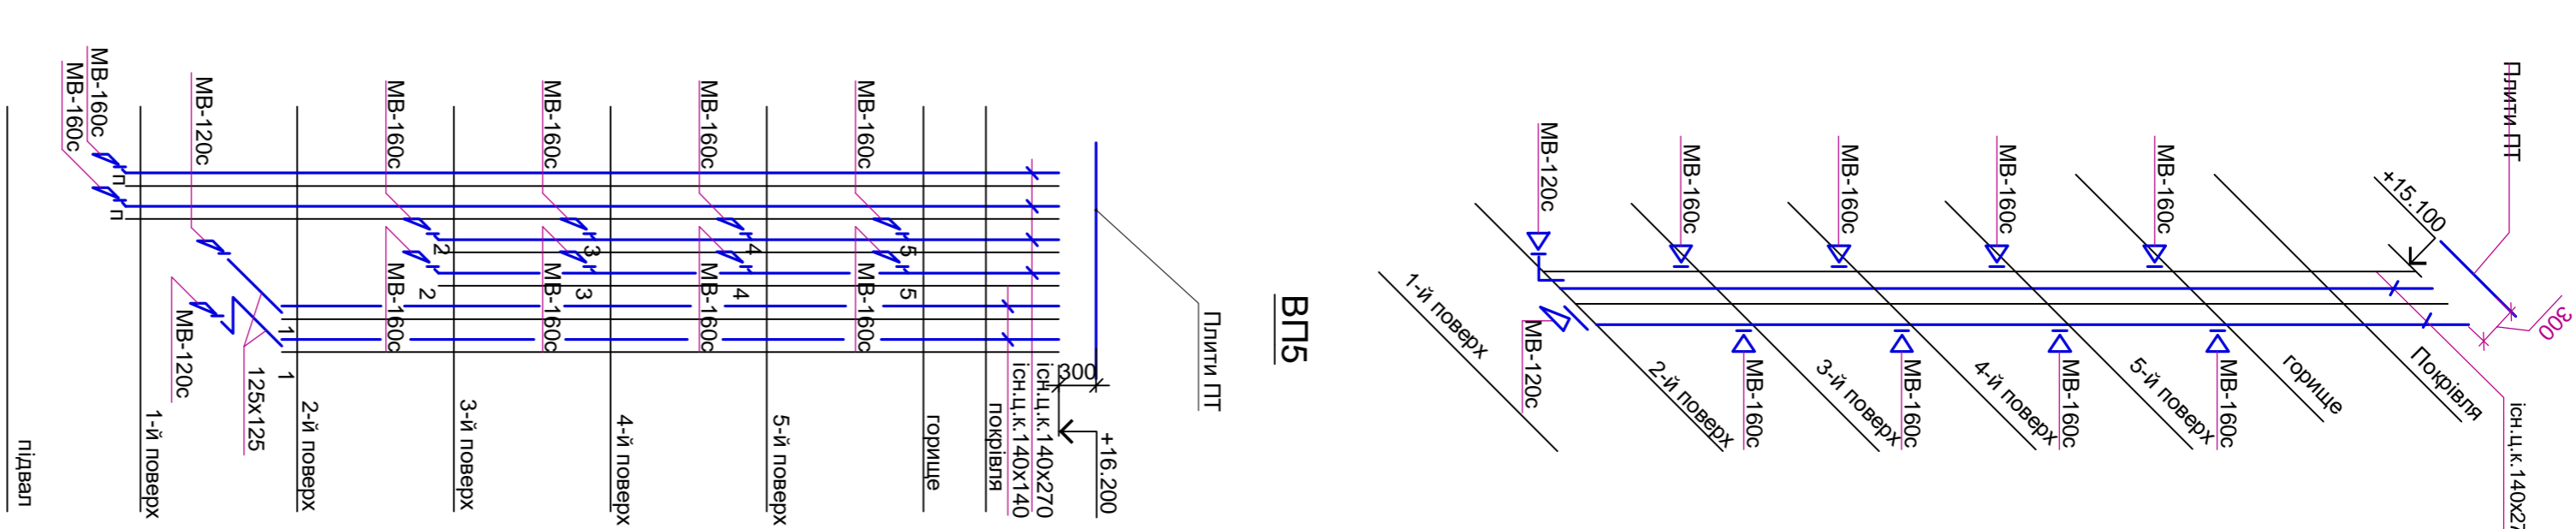 МВ-160с
МВ-160с
МВ-120с
МВ-160с
МВ-160с
МВ-160с
МВ-160с
п
п
2
3
4
5
2
3
4
5
МВ-160с
МВ-160с
МВ-160с
МВ-160с
1
1
МВ-120с
125х125
300
підвал
1-й поверх
2-й поверх
3-й поверх
4-й поверх
5-й поверх
горище
покрівля
існ.ц.к.140х140
існ.ц.к.140х270
+16.200
Плити ПТ
ВП5
МВ-120с
МВ-160с
МВ-160с
МВ-160с
МВ-160с
+15.100
Плити ПТ
300
МВ-120с
МВ-160с
МВ-160с
МВ-160с
МВ-160с
1-й поверх
2-й поверх
3-й поверх
4-й поверх
5-й поверх
горище
Покрівля